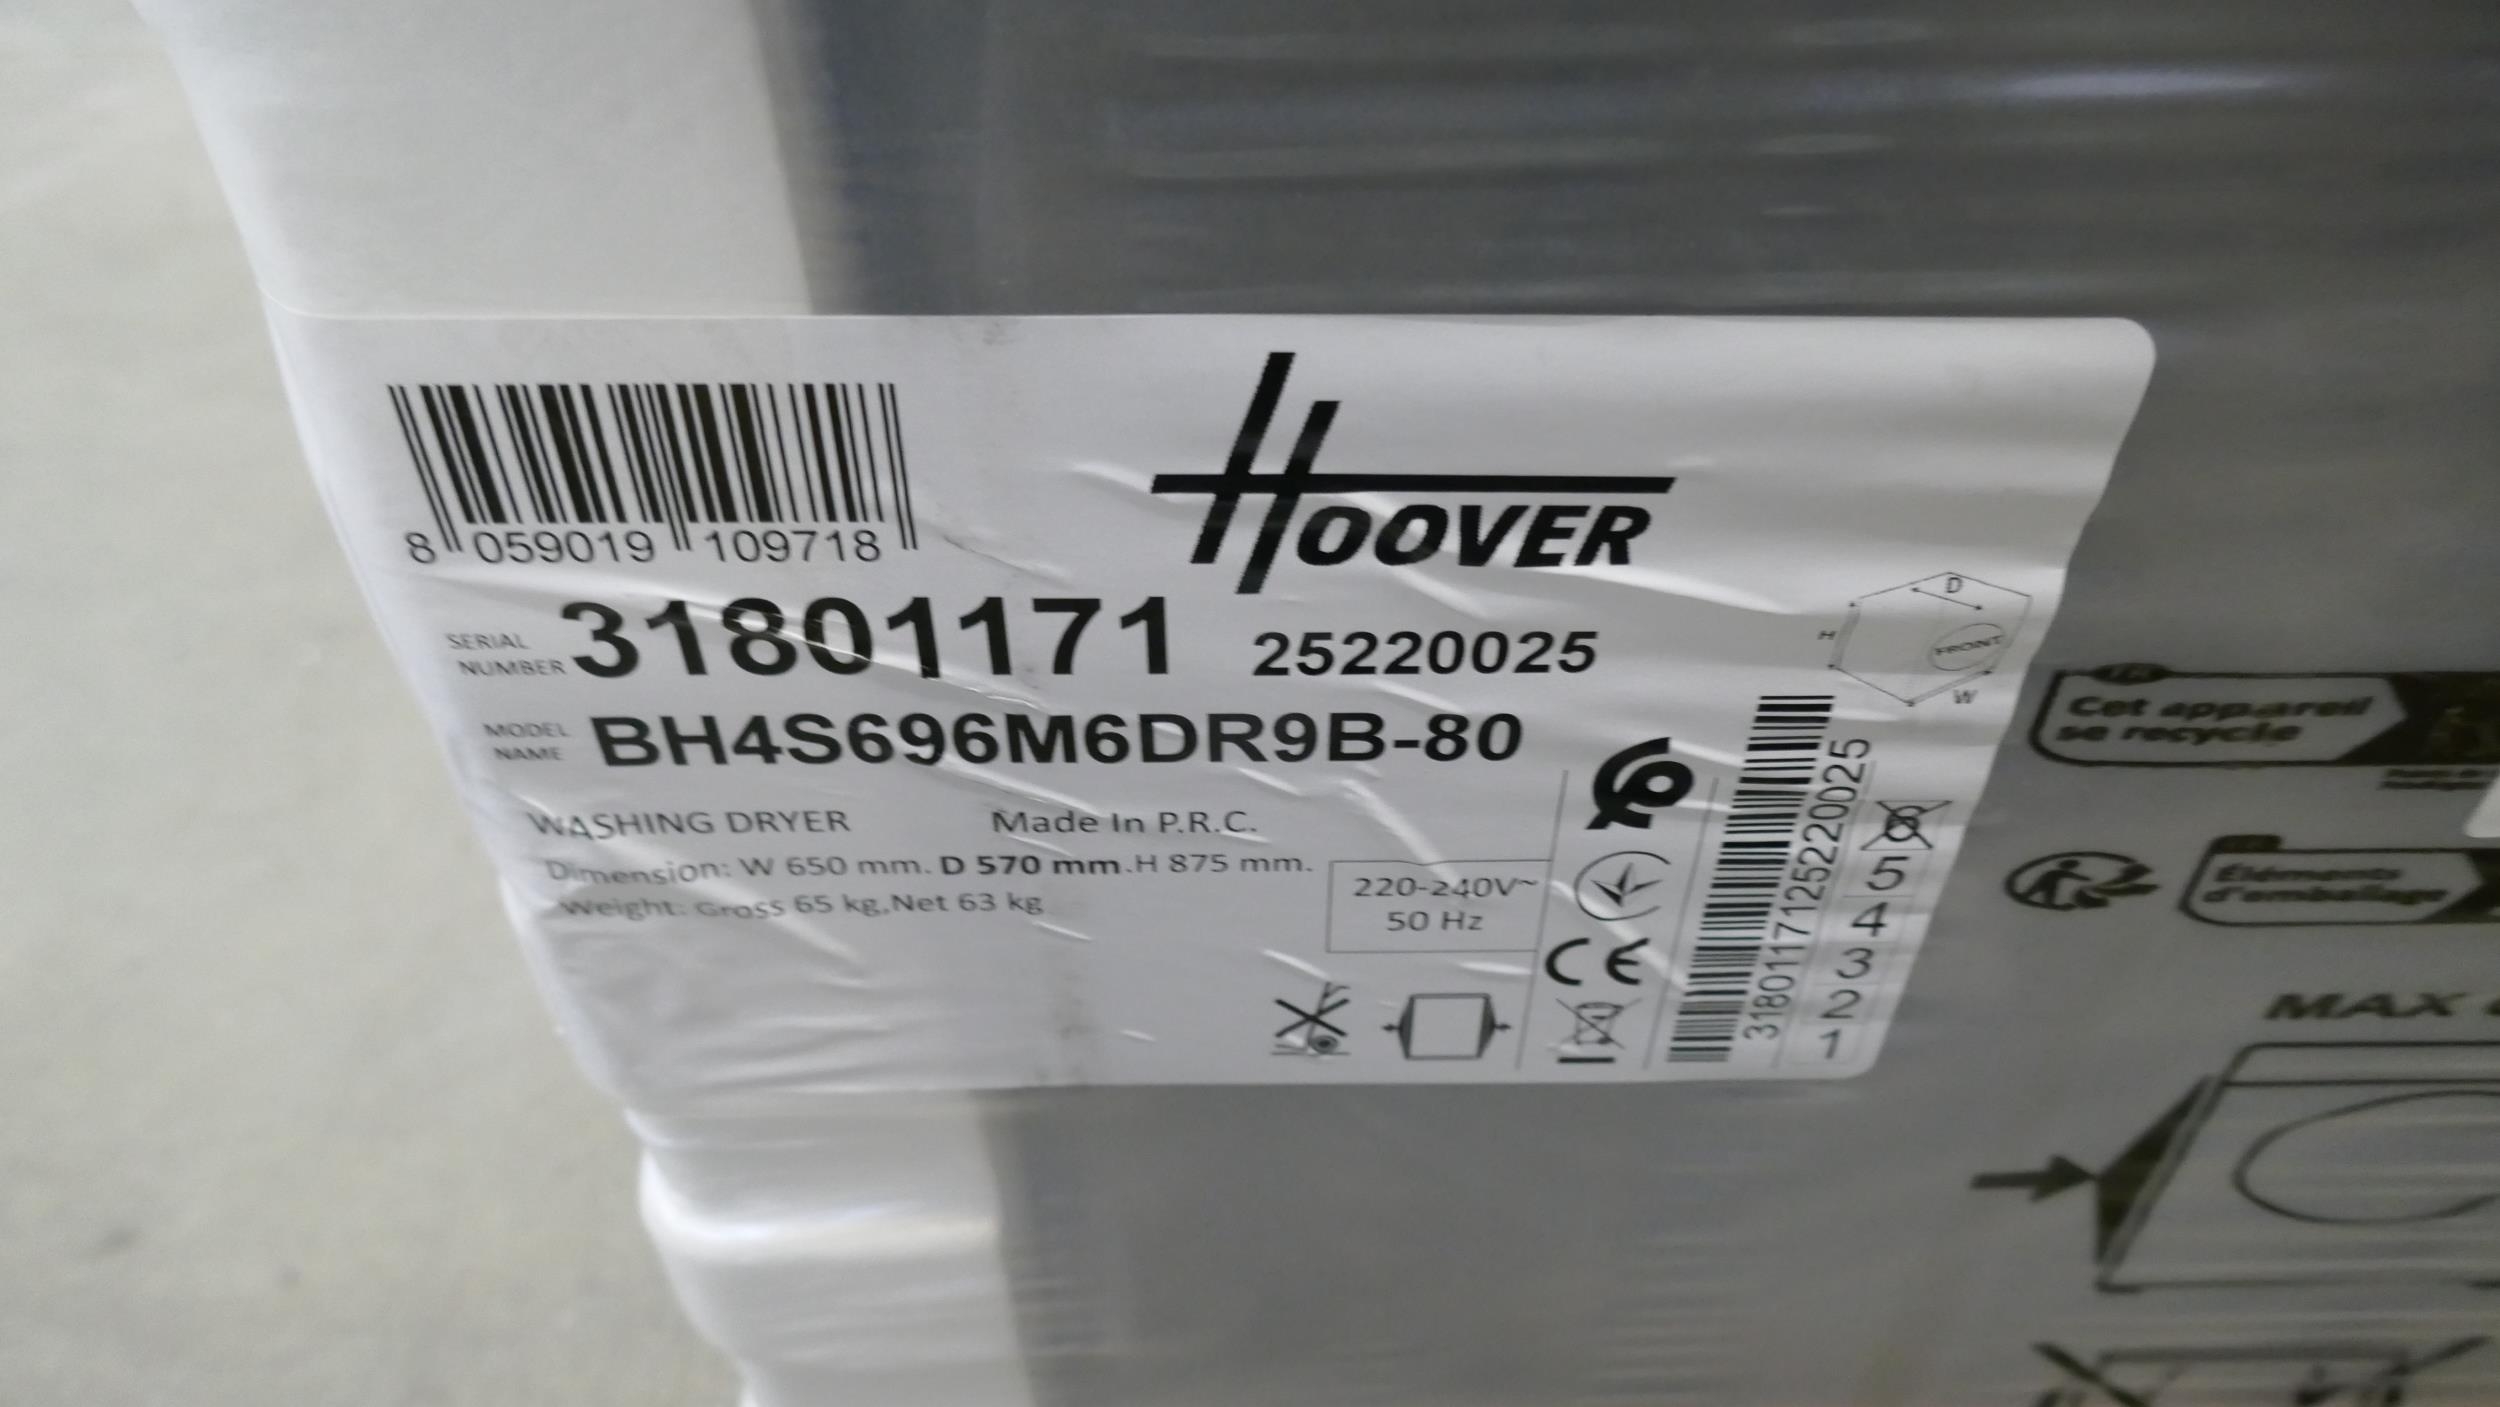 HOOVER
8 059019 109718
SERIAL NUMBER 31801171 25220025
MODEL NAME BH4S696M6DR9B-80
WASHING DRYER Made In P.R.C.
Dimension: W 650 mm. D 570 mm.H 875 mm.
Weight: Gross 65 kg,Net 63 kg
220-240V~
50 Hz
CE
D
H
FRONT
W
3180117125220025
6
5
4
3
2
1
Cet appareil
se recycle
Éléments
d'emballage
MAX